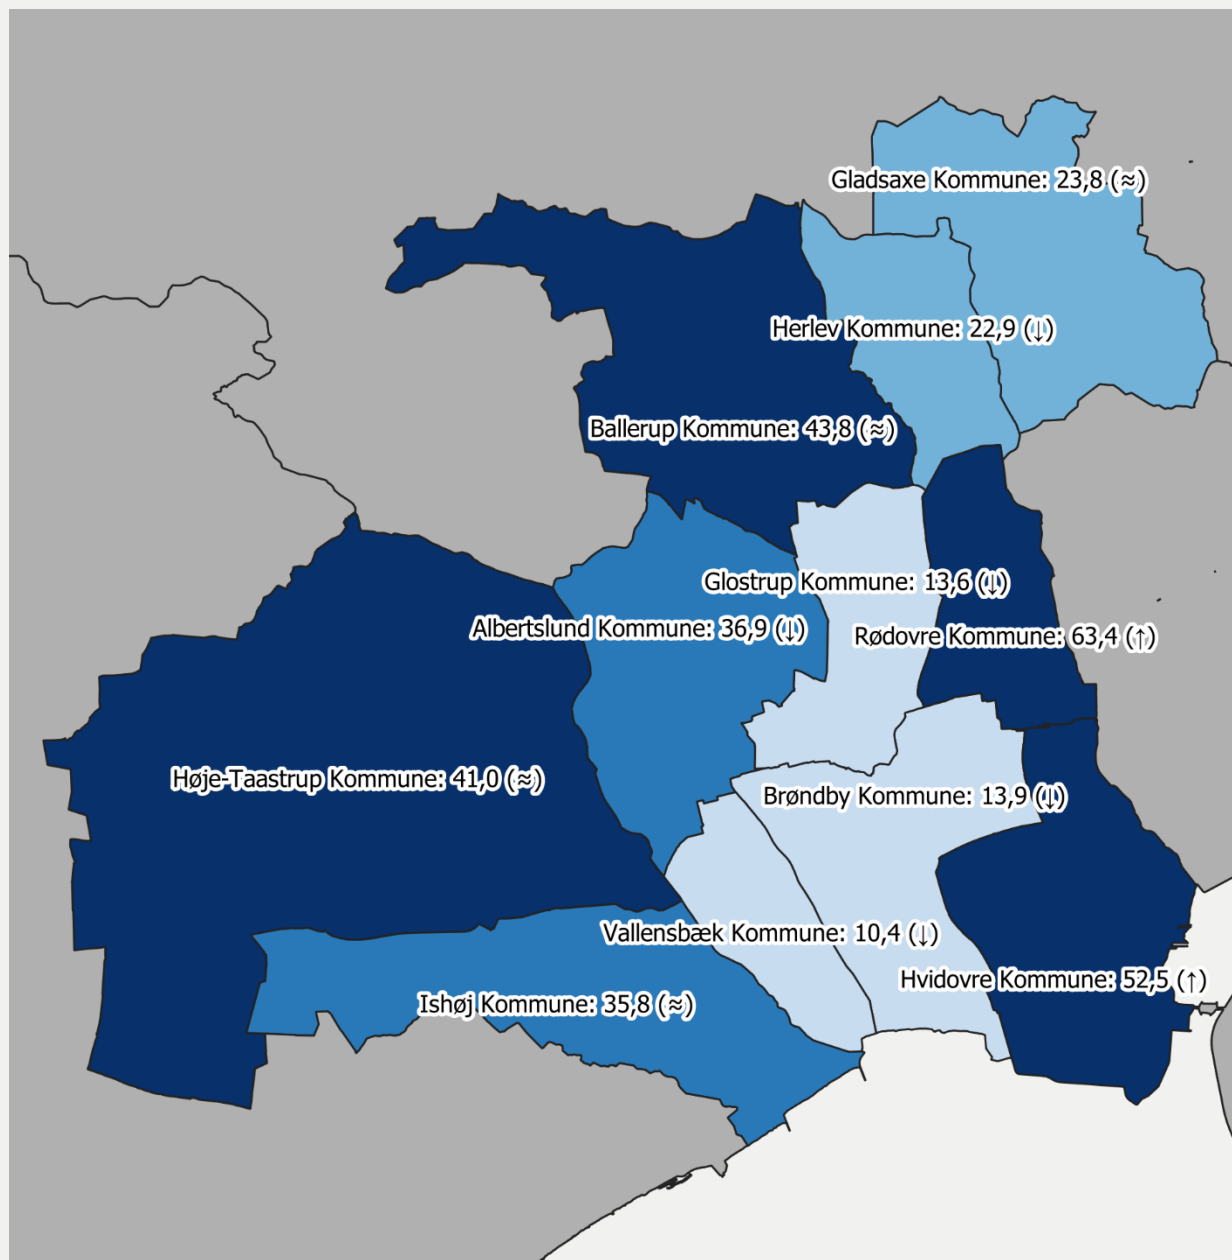 Gladsaxe Kommune: 23,8 (≈)
Herlev Kommune: 22,9 (↓)
Ballerup Kommune: 43,8 (≈)
Glostrup Kommune: 13,6 (↓)
Albertslund Kommune: 36,9 (↓)
Rødovre Kommune: 63,4 (↑)
Høje-Taastrup Kommune: 41,0 (≈)
Brøndby Kommune: 13,9 (↓)
Vallensbæk Kommune: 10,4 (↓)
Hvidovre Kommune: 52,5 (↑)
Ishøj Kommune: 35,8 (≈)